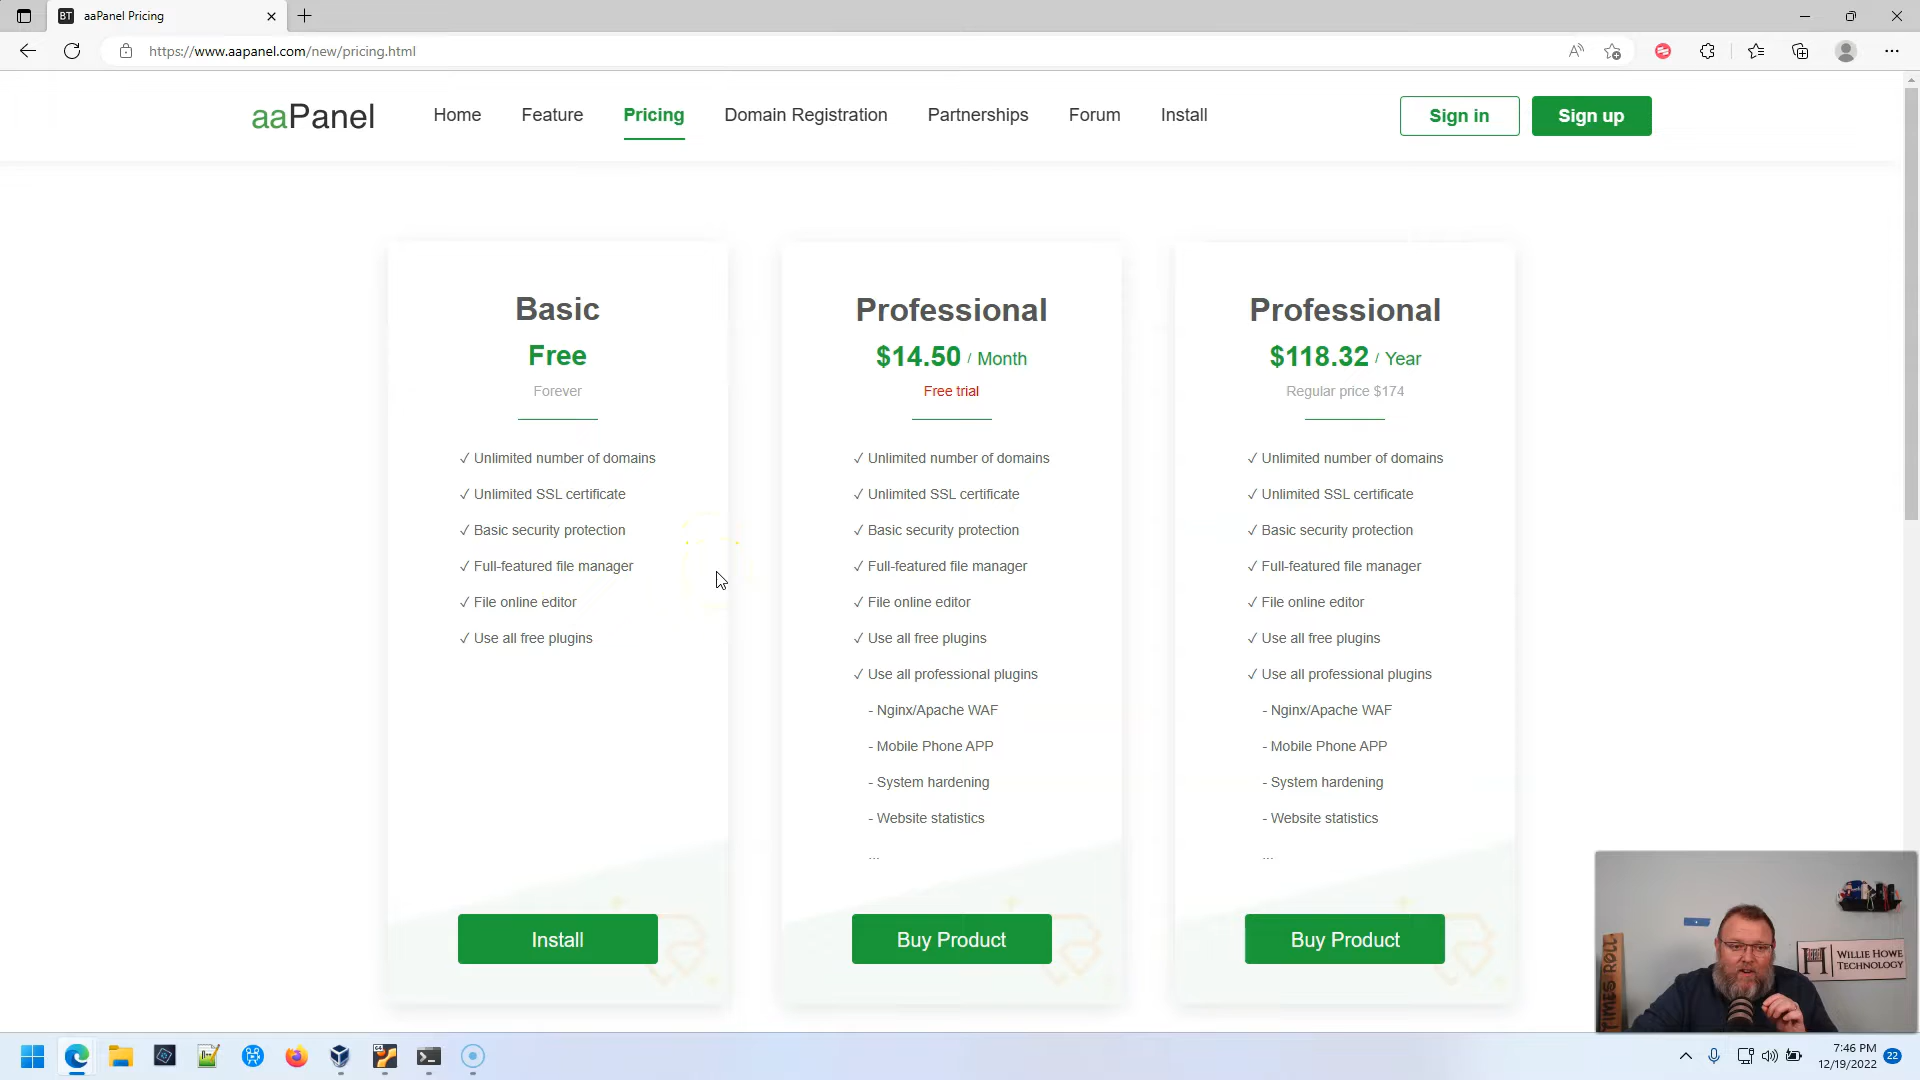 BT aaPanel Pricing
https://www.aapanel.com/new/pricing.html
aaPanel
Home
Feature
Pricing
Domain Registration
Partnerships
Forum
Install
Sign in
Sign up
Basic
Free
Forever
✓ Unlimited number of domains
✓ Unlimited SSL certificate
✓ Basic security protection
✓ Full-featured file manager
✓ File online editor
✓ Use all free plugins
Install
Professional
$14.50 / Month
Free trial
✓ Unlimited number of domains
✓ Unlimited SSL certificate
✓ Basic security protection
✓ Full-featured file manager
✓ File online editor
✓ Use all free plugins
✓ Use all professional plugins
- Nginx/Apache WAF
- Mobile Phone APP
- System hardening
- Website statistics
...
Buy Product
Professional
$118.32 / Year
Regular price $174
✓ Unlimited number of domains
✓ Unlimited SSL certificate
✓ Basic security protection
✓ Full-featured file manager
✓ File online editor
✓ Use all free plugins
✓ Use all professional plugins
- Nginx/Apache WAF
- Mobile Phone APP
- System hardening
- Website statistics
...
Buy Product
TIMES ROLL
WILLIE HOWE
TECHNOLOGY
7:46 PM
12/19/2022
22